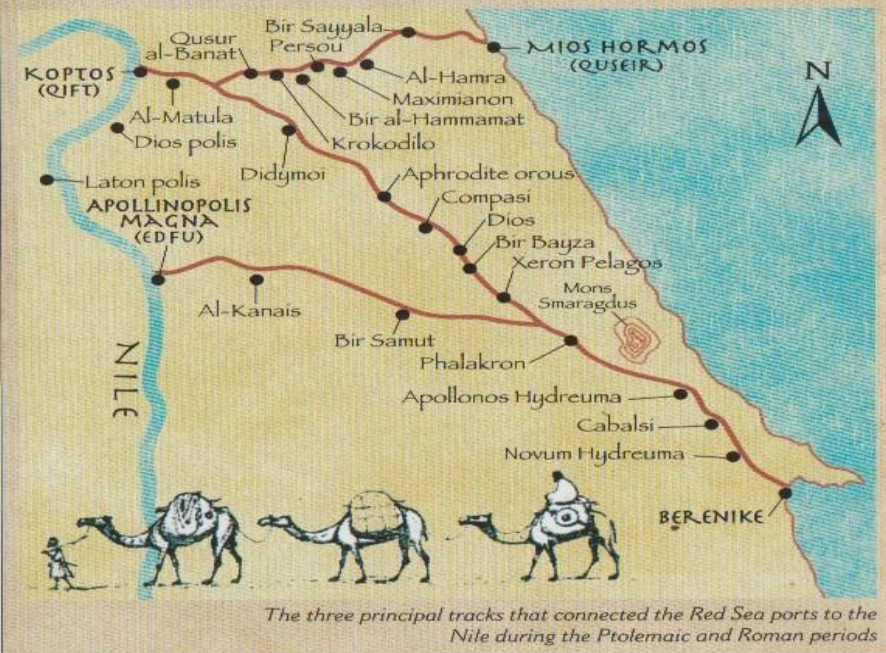 Bir Sayyala
Qusur
al-Banat
Persou
MIOS HORMOS
(QUSEIR)
N
KOPTOS
(QIFT)
Al-Hamra
Maximianon
Al-Matula
Bir al-Hammamat
Dios polis
Krokodilo
Didymoi
Aphrodite orous
Laton polis
Compasi
APOLLINOPOLIS
MAGNA
(EDFU)
Dios
Bir Bayza
Xeron Pelagos
Mons
Smaragdus
Al-Kanais
Bir Samut
Phalakron
NILE
Apollonos Hydreuma
Cabalsi
Novum Hydreuma
BERENIKE
The three principal tracks that connected the Red Sea ports to the
Nile during the Ptolemaic and Roman periods